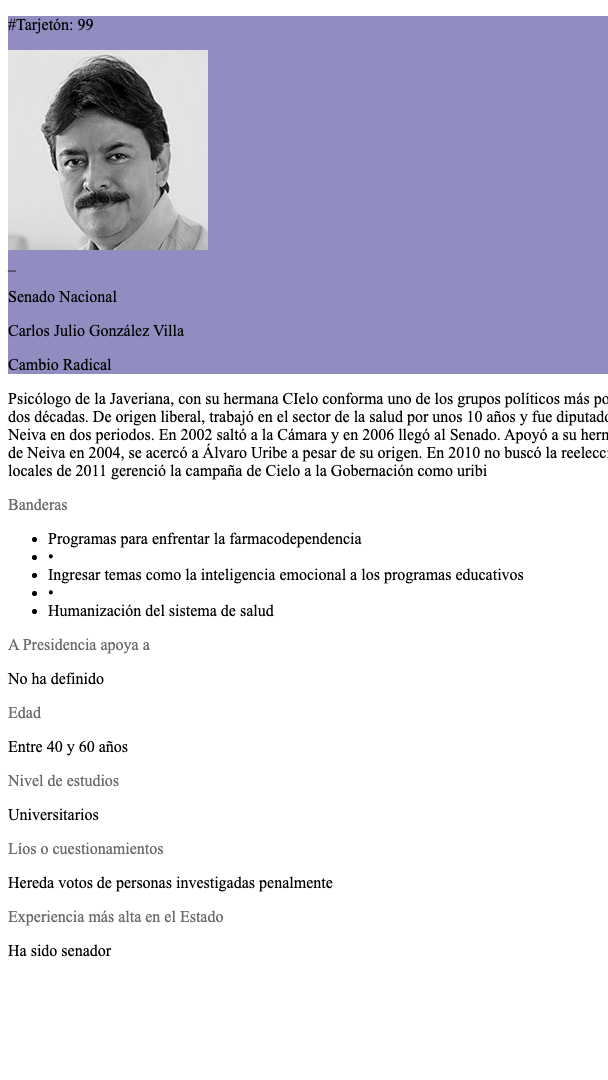 #Tarjetón: 99
_
Senado Nacional
Carlos Julio González Villa
Cambio Radical
Psicólogo de la Javeriana, con su hermana CIelo conforma uno de los grupos políticos más
dos décadas. De origen liberal, trabajó en el sector de la salud por unos 10 años y fue
Neiva en dos periodos. En 2002 saltó a la Cámara y en 2006 llegó al Senado. Apoyó a su
de Neiva en 2004, se acercó a Álvaro Uribe a pesar de su origen. En 2010 no buscó la
locales de 2011 gerenció la campaña de Cielo a la Gobernación como uribi
Banderas
• Programas para enfrentar la farmacodependencia
• •
• Ingresar temas como la inteligencia emocional a los programas educativos
• •
• Humanización del sistema de salud
A Presidencia apoya a
No ha definido
Edad
Entre 40 y 60 años
Nivel de estudios
Universitarios
Líos o cuestionamientos
Hereda votos de personas investigadas penalmente
Experiencia más alta en el Estado
Ha sido senador